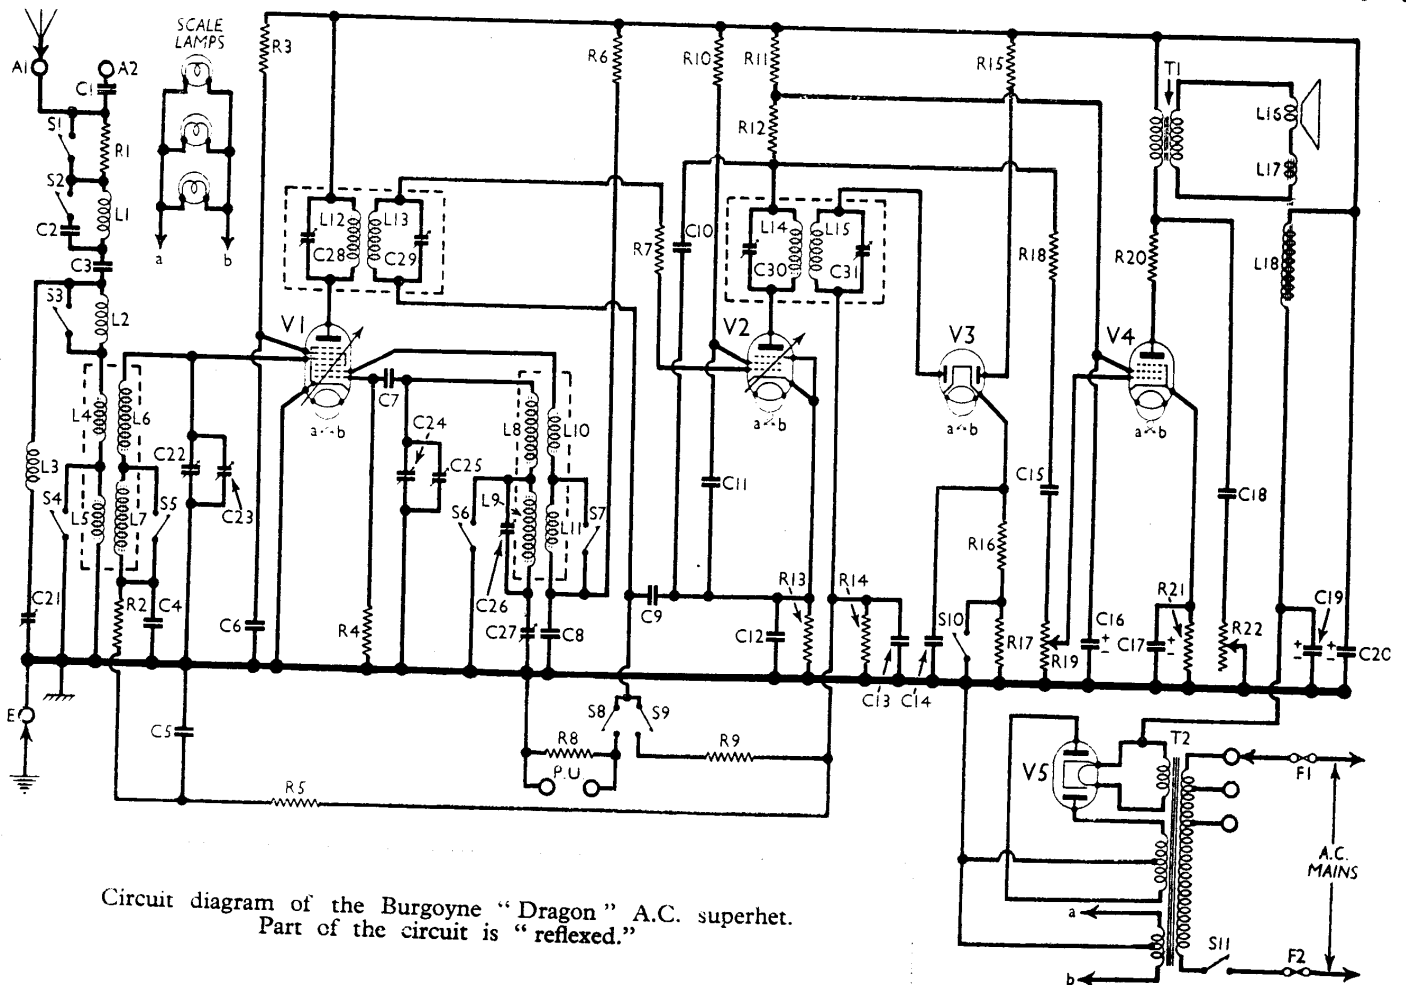 SCALE
LAMPS
A1
A2
C1
S1
R1
S2
L1
C2
C3
S3
L2
a
b
R3
R6
R10
R11
R15
T1
L16
L17
R12
L12
L13
C28
C29
R7
C10
L14
L15
C30
C31
R18
R20
L18
V1
V2
V3
V4
C7
a b
a b
a b
a b
L4
L6
L3
C22
C23
C24
C25
L8
L10
L9
L11
S4
L5
L7
S5
S6
S7
C26
C11
C15
C18
R16
C21
R2
C4
C6
R4
C27
C8
C9
R13
R14
C12
S10
R17
R19
C16
C17
R21
R22
C19
C20
+
-
+
-
+
-
+
-
C13
C14
E
C5
S8
S9
R8
P.U
R9
R5
V5
T2
F1
A.C.
MAINS
a
b
S11
F2
Circuit diagram of the Burgoyne "Dragon" A.C. superhet.
Part of the circuit is "reflexed."